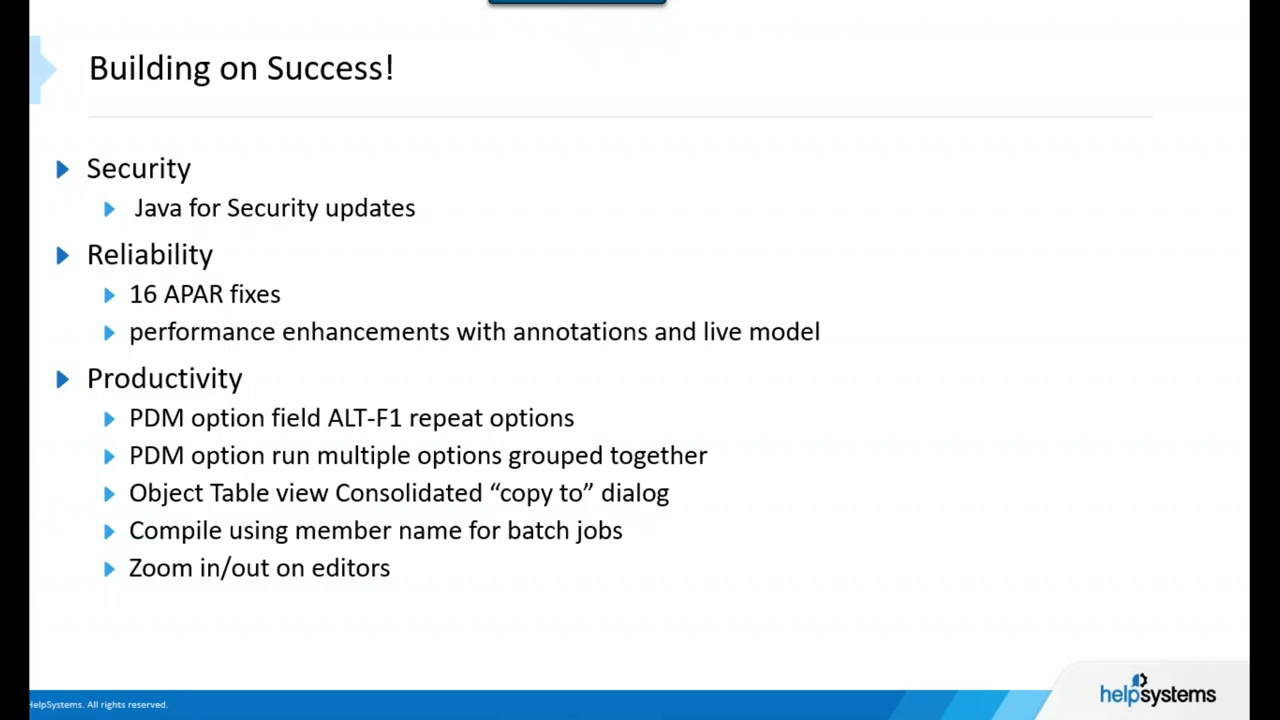 Building on Success!
Security
Java for Security updates
Reliability
16 APAR fixes
performance enhancements with annotations and live model
Productivity
PDM option field ALT-F1 repeat options
PDM option run multiple options grouped together
Object Table view Consolidated “copy to” dialog
Compile using member name for batch jobs
Zoom in/out on editors
HelpSystems. All rights reserved.
helpsystems